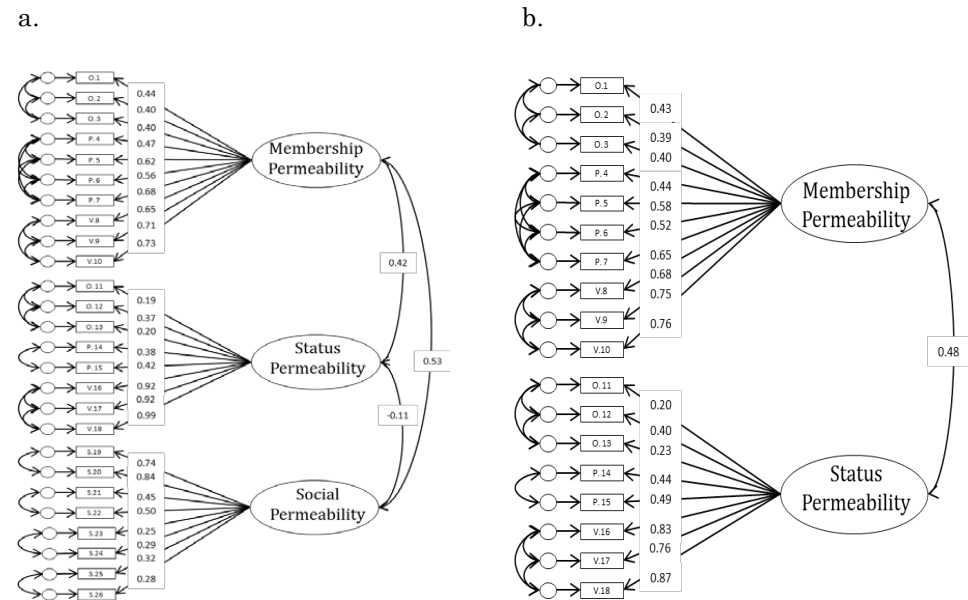 a.
O.1
O.2
O.3
P.4
P.5
P.6
P.7
V.8
V.9
V.10
0.44
0.40
0.40
0.47
0.62
0.56
0.68
0.65
0.71
0.73
Membership
Permeability
O.11
O.12
O.13
P.14
P.15
V.16
V.17
V.18
0.19
0.37
0.20
0.38
0.42
0.92
0.92
0.99
Status
Permeability
S.19
S.20
S.21
S.22
S.23
S.24
S.25
S.26
0.74
0.84
0.45
0.50
0.25
0.29
0.32
0.28
Social
Permeability
0.42
0.53
-0.11
b.
O.1
O.2
O.3
P.4
P.5
P.6
P.7
V.8
V.9
V.10
0.43
0.39
0.40
0.44
0.58
0.52
0.65
0.68
0.75
0.76
Membership
Permeability
O.11
O.12
O.13
P.14
P.15
V.16
V.17
V.18
0.20
0.40
0.23
0.44
0.49
0.83
0.76
0.87
Status
Permeability
0.48